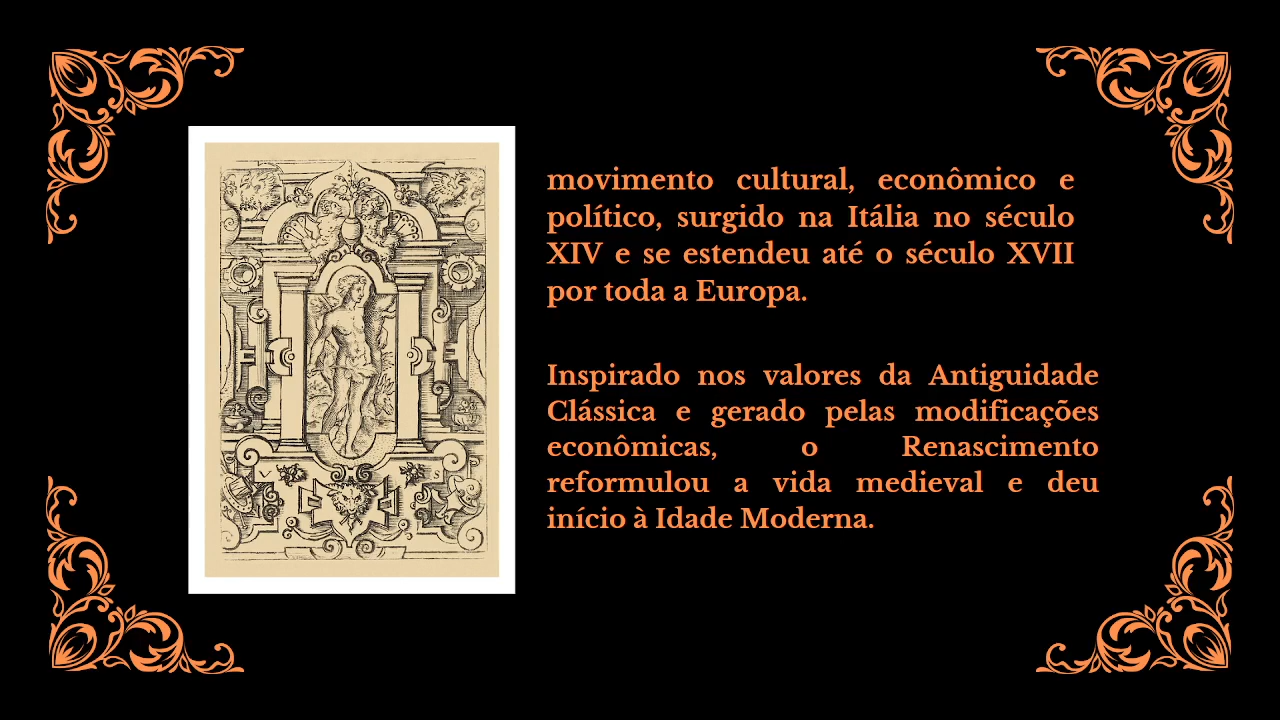 movimento cultural, econômico e
político, surgido na Itália no século
XIV e se estendeu até o século XVII
por toda a Europa.
Inspirado nos valores da Antiguidade
Clássica e gerado pelas modificações
econômicas, o Renascimento
reformulou a vida medieval e deu
início à Idade Moderna.